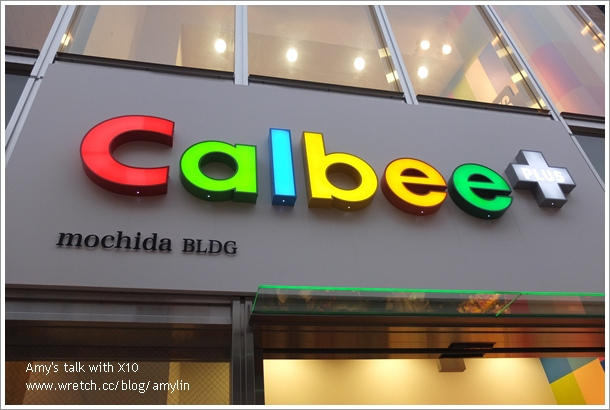 Calbee PLUS
mochida BLDG
Amy's talk with X10
www.wretch.cc/blog/amylin